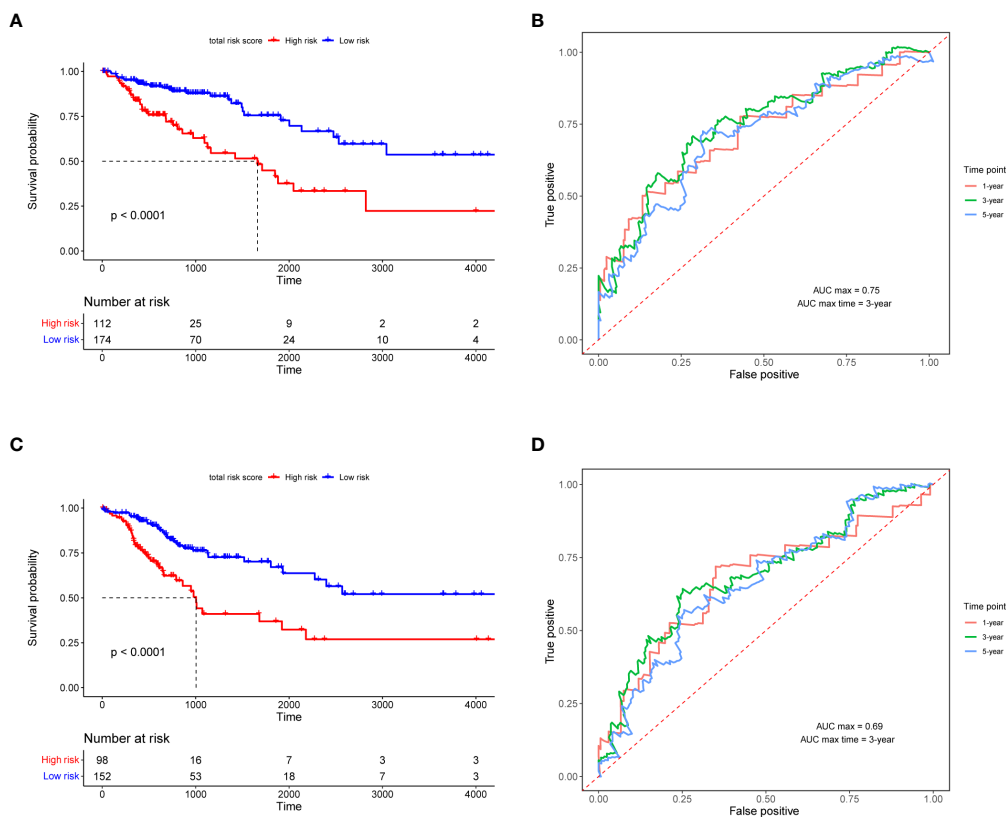 A
total risk score High risk Low risk
Survival probability
1.00
0.75
0.50
0.25
0.00
p < 0.0001
0 1000 2000 3000 4000
Time
Number at risk
High risk 112 25 9 2 2
Low risk 174 70 24 10 4
0 1000 2000 3000 4000
Time
B
True positive
1.00
0.75
0.50
0.25
0.00
AUC max = 0.75
AUC max time = 3-year
0.00 0.25 0.50 0.75 1.00
False positive
Time point
1-year
3-year
5-year
C
total risk score High risk Low risk
Survival probability
1.00
0.75
0.50
0.25
0.00
p < 0.0001
0 1000 2000 3000 4000
Time
Number at risk
High risk 98 16 7 3 3
Low risk 152 53 18 7 3
0 1000 2000 3000 4000
Time
D
True positive
1.00
0.75
0.50
0.25
0.00
AUC max = 0.69
AUC max time = 3-year
0.00 0.25 0.50 0.75 1.00
False positive
Time point
1-year
3-year
5-year